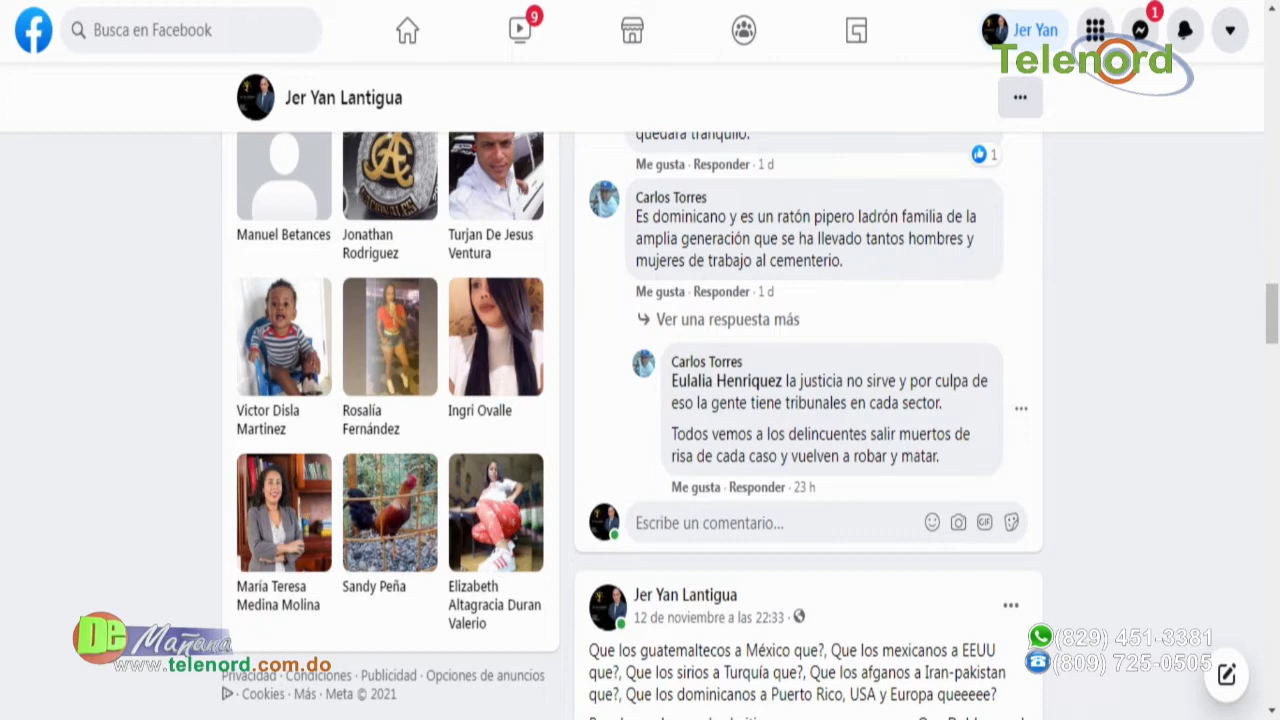 Busca en Facebook
9
Jer Yan
1
Telenord
Jer Yan Lantigua
Manuel Betances
Jonathan
Rodriguez
Turjan De Jesus
Ventura
Victor Disla
Martinez
Rosalía
Fernández
Ingri Ovalle
María Teresa
Medina Molina
Sandy Peña
Elizabeth
Altagracia Duran
Valerio
Privacidad · Condiciones · Publicidad · Opciones de anuncios
· Cookies · Más · Meta © 2021
quedara tranquilo.
Me gusta · Responder · 1 d
1
Carlos Torres
Es dominicano y es un ratón pipero ladrón familia de la
amplia generación que se ha llevado tantos hombres y
mujeres de trabajo al cementerio.
Me gusta · Responder · 1 d
Ver una respuesta más
Carlos Torres
Eulalia Henriquez la justicia no sirve y por culpa de
eso la gente tiene tribunales en cada sector.
Todos vemos a los delincuentes salir muertos de
risa de cada caso y vuelven a robar y matar.
Me gusta · Responder · 23 h
Escribe un comentario...
GIF
Jer Yan Lantigua
12 de noviembre a las 22:33 ·
Que los guatemaltecos a México que?, Que los mexicanos a EEUU
que?, Que los sirios a Turquía que?, Que los afganos a Iran-pakistan
que?, Que los dominicanos a Puerto Rico, USA y Europa queeeee?
De Mañana
www.telenord.com.do
(829) 451-3381
(809) 725-0505